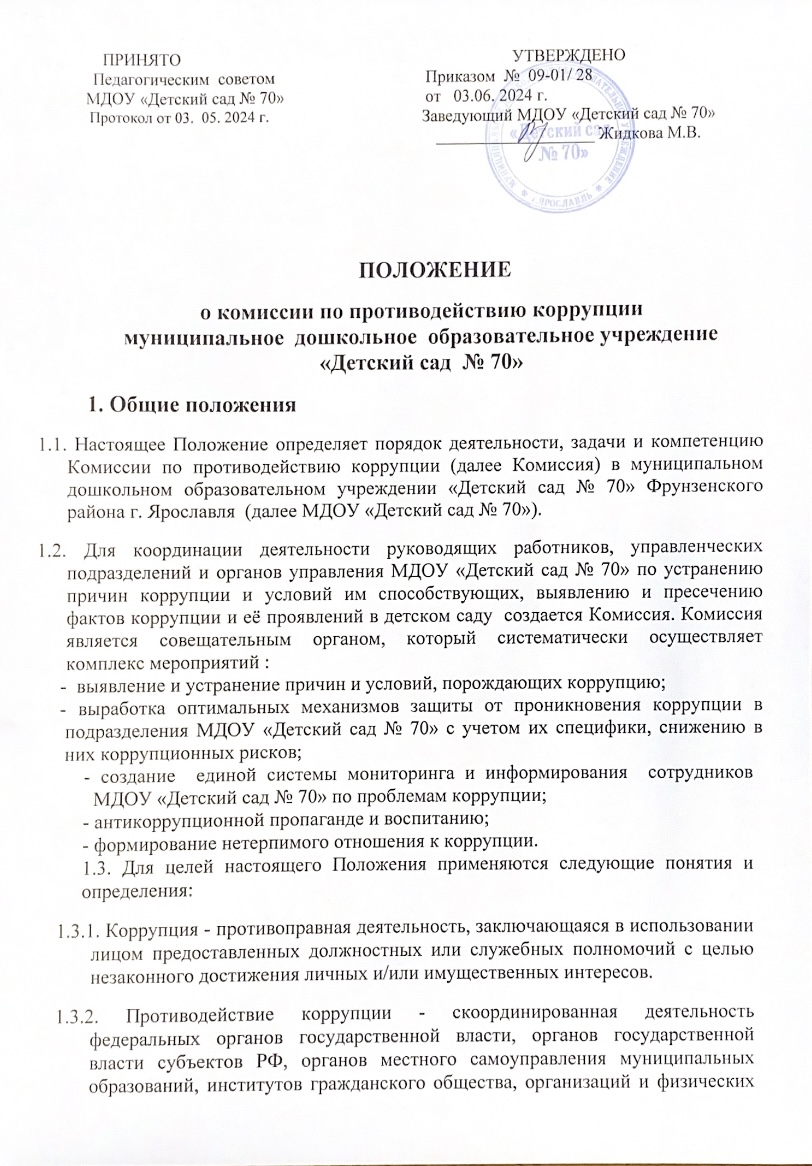 ПРИНЯТО
Педагогическим советом
МДОУ «Детский сад № 70»
Протокол от 03. 05. 2024 г.
УТВЕРЖДЕНО
Приказом № 09-01/ 28
от 03.06. 2024 г.
Заведующий МДОУ «Детский сад № 70»
Жидкова М.В.
«Детский сад
№ 70»
г. ЯРОСЛАВЛЬ
ПОЛОЖЕНИЕ
о комиссии по противодействию коррупции
муниципальное дошкольное образовательное учреждение
«Детский сад № 70»
1. Общие положения
1.1. Настоящее Положение определяет порядок деятельности, задачи и компетенцию
Комиссии по противодействию коррупции (далее Комиссия) в муниципальном
дошкольном образовательном учреждении «Детский сад № 70» Фрунзенского
района г. Ярославля (далее МДОУ «Детский сад № 70»).
1.2. Для координации деятельности руководящих работников, управленческих
подразделений и органов управления МДОУ «Детский сад № 70» по устранению
причин коррупции и условий им способствующих, выявлению и пресечению
фактов коррупции и её проявлений в детском саду создается Комиссия. Комиссия
является совещательным органом, который систематически осуществляет
комплекс мероприятий :
- выявление и устранение причин и условий, порождающих коррупцию;
- выработка оптимальных механизмов защиты от проникновения коррупции в
подразделения МДОУ «Детский сад № 70» с учетом их специфики, снижению в
них коррупционных рисков;
- создание единой системы мониторинга и информирования сотрудников
МДОУ «Детский сад № 70» по проблемам коррупции;
- антикоррупционной пропаганде и воспитанию;
- формирование нетерпимого отношения к коррупции.
1.3. Для целей настоящего Положения применяются следующие понятия и
определения:
1.3.1. Коррупция - противоправная деятельность, заключающаяся в использовании
лицом предоставленных должностных или служебных полномочий с целью
незаконного достижения личных и/или имущественных интересов.
1.3.2. Противодействие коррупции - скоординированная деятельность
федеральных органов государственной власти, органов государственной
власти субъектов РФ, органов местного самоуправления муниципальных
образований, институтов гражданского общества, организаций и физических